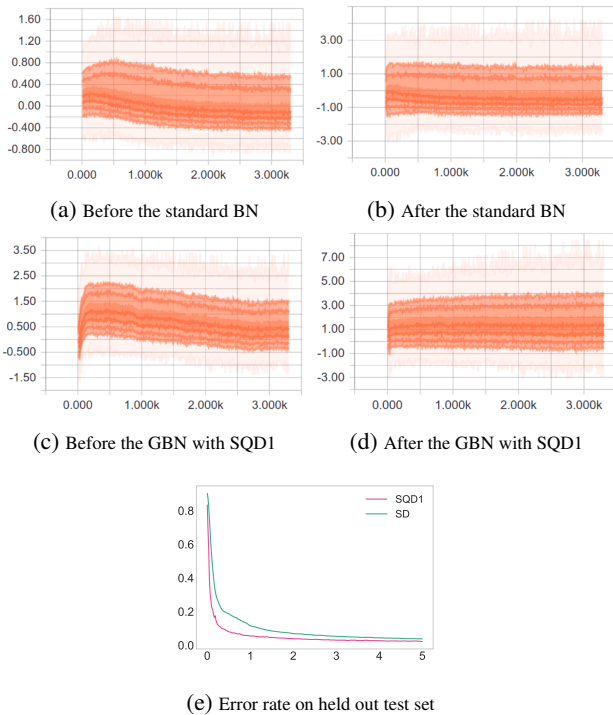 1.60
1.20
0.800
0.400
0.00
-0.400
-0.800
0.000 1.000k 2.000k 3.000k
(a) Before the standard BN
3.00
1.00
-1.00
-3.00
0.000 1.000k 2.000k 3.000k
(b) After the standard BN
3.50
2.50
1.50
0.500
-0.500
-1.50
0.000 1.000k 2.000k 3.000k
(c) Before the GBN with SQD1
7.00
5.00
3.00
1.00
-1.00
-3.00
0.000 1.000k 2.000k 3.000k
(d) After the GBN with SQD1
SQD1
SD
0.8
0.6
0.4
0.2
0.0
0 1 2 3 4 5
(e) Error rate on held out test set